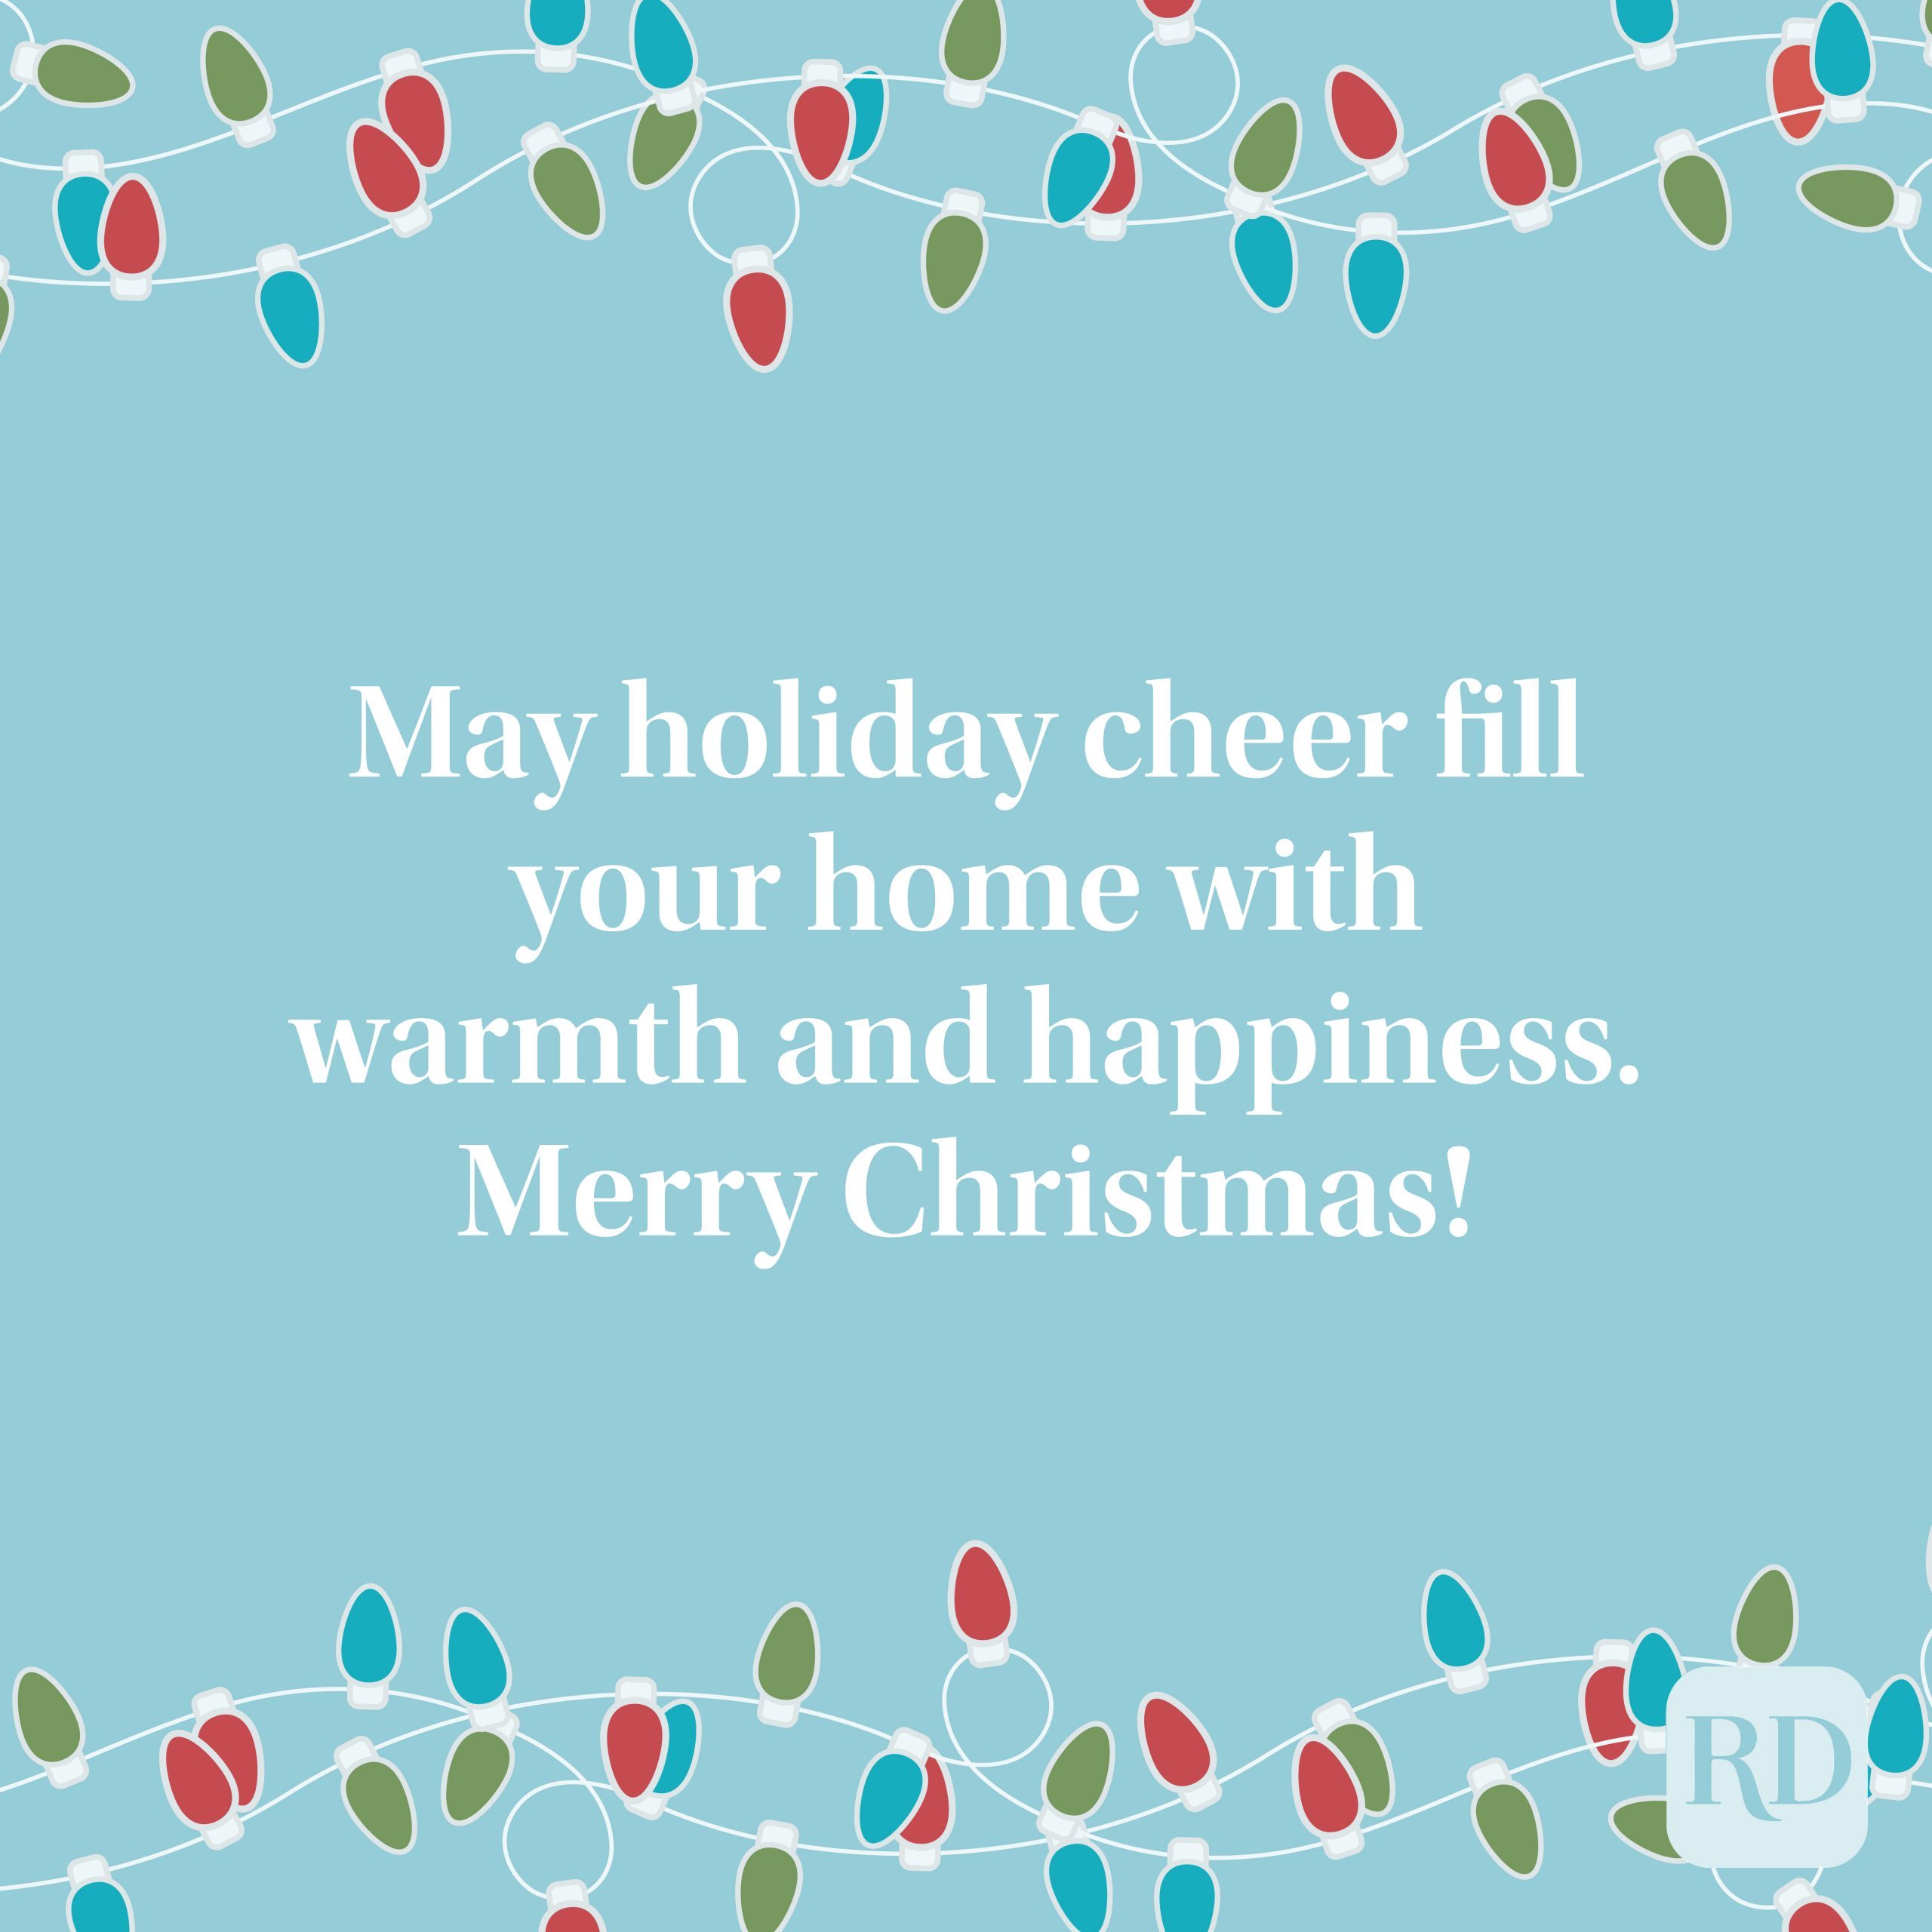 May holiday cheer fill
your home with
warmth and happiness.
Merry Christmas!
RD